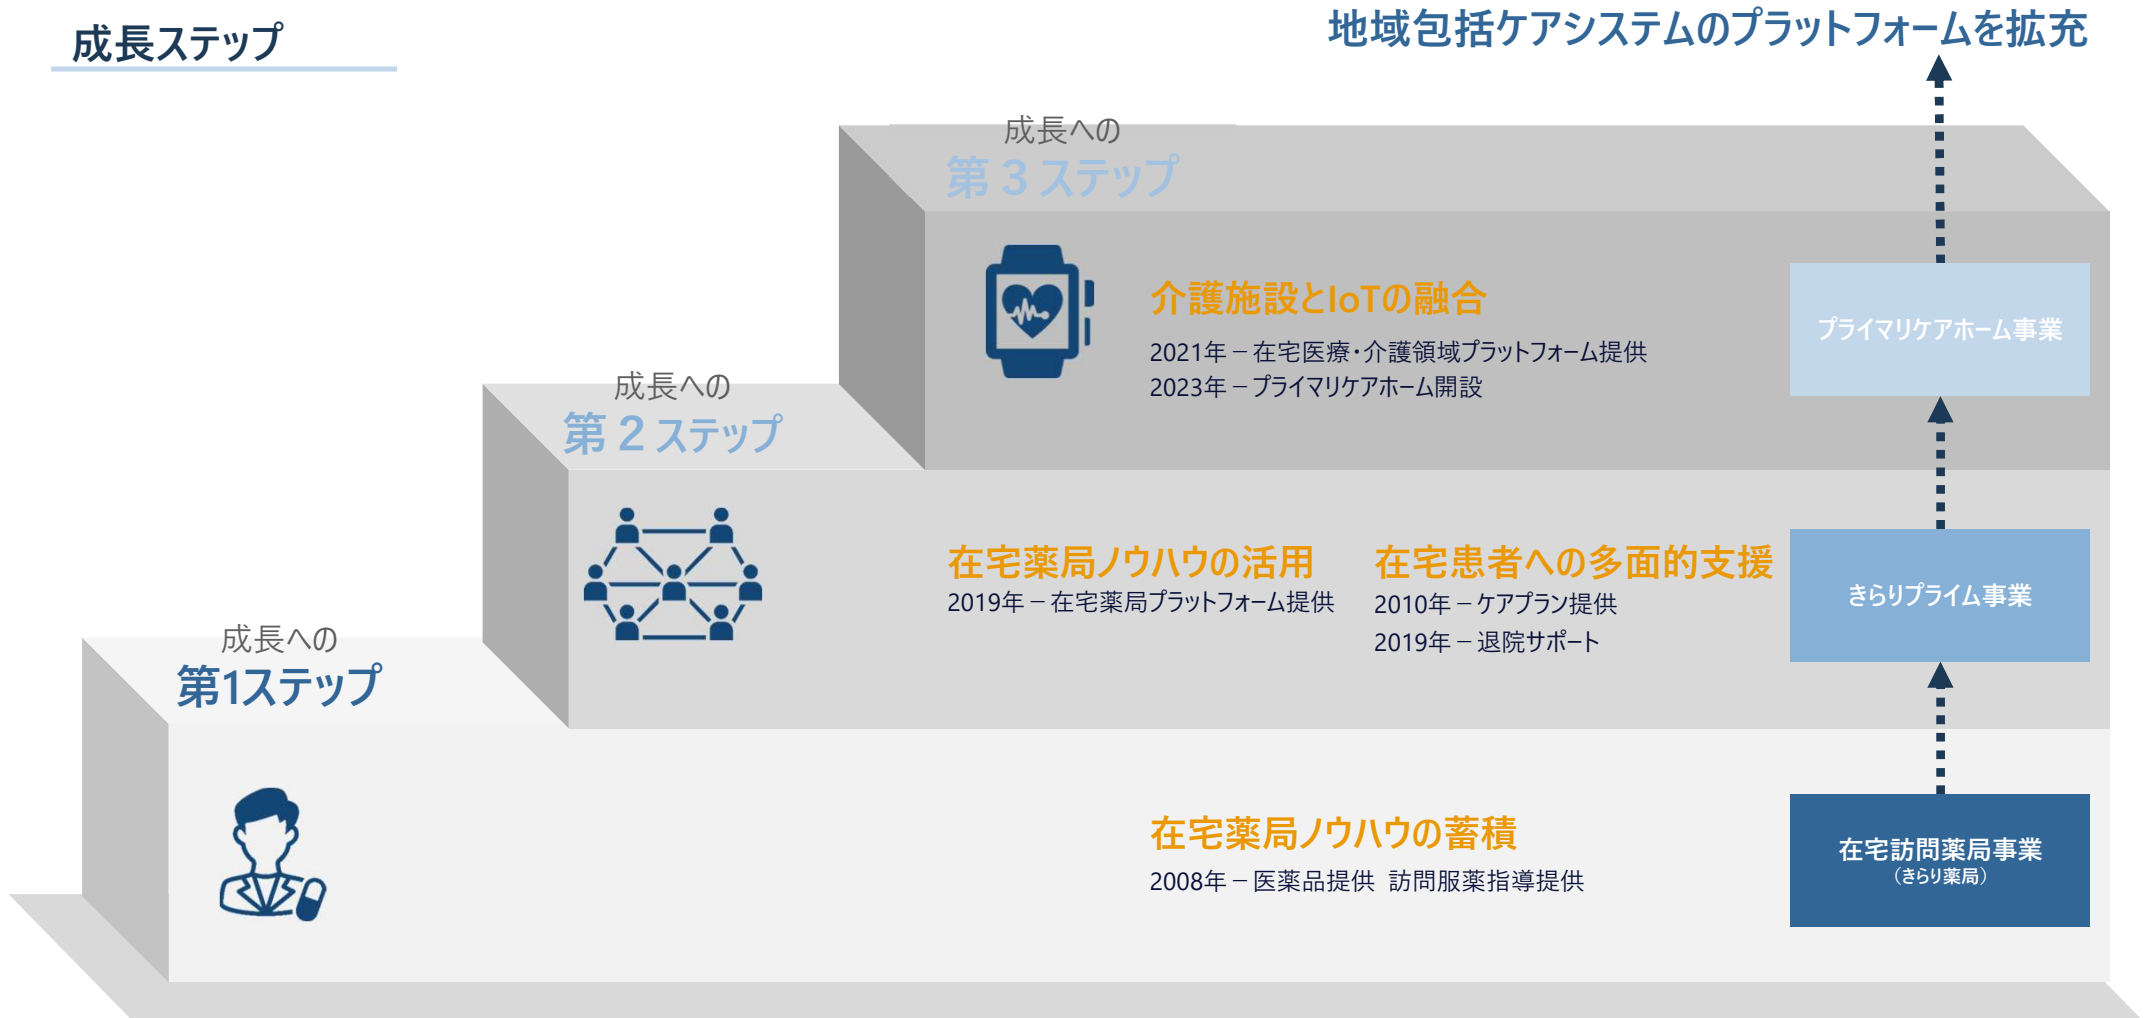 成長ステップ
地域包括ケアシステムのプラットフォームを拡充
成長への
第３ステップ
介護施設とIoTの融合
2021年－在宅医療・介護領域プラットフォーム提供
2023年－プライマリケアホーム開設
プライマリケアホーム事業
成長への
第２ステップ
在宅薬局ノウハウの活用
2019年－在宅薬局プラットフォーム提供
在宅患者への多面的支援
2010年－ケアプラン提供
2019年－退院サポート
きらりプライム事業
成長への
第1ステップ
在宅薬局ノウハウの蓄積
2008年－医薬品提供 訪問服薬指導提供
在宅訪問薬局事業
（きらり薬局）